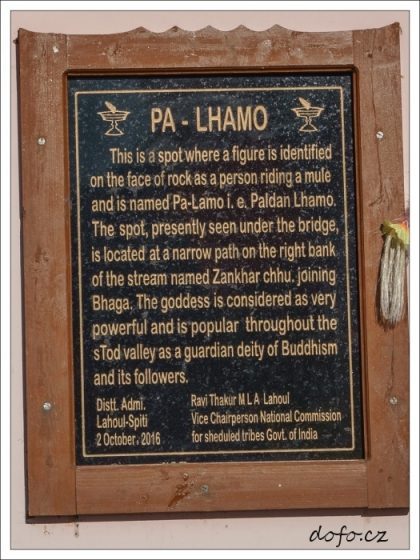 PA - LHAMO
This is a spot where a figure is identified
on the face of rock as a person riding a mule
and is named Pa-Lamo i. e. Paldan Lhamo.
The spot, presently seen under the bridge,
is located at a narrow path on the right bank
of the stream named Zankhar chhu. joining
Bhaga. The goddess is considered as very
powerful and is popular throughout the
sTod valley as a guardian deity of Buddhism
and its followers.
Distt. Admi.
Lahoul-Spiti
2 October, 2016
Ravi Thakur M L A Lahoul
Vice Chairperson National Commission
for sheduled tribes Govt. of India
dofo.cz